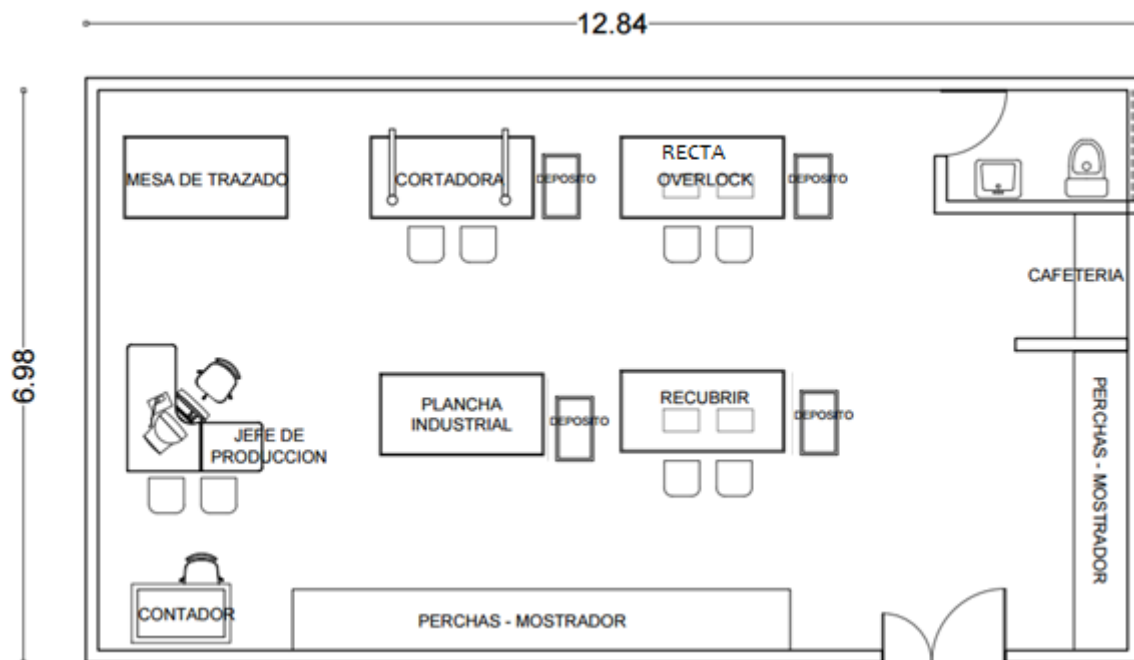 12.84
6.98
MESA DE TRAZADO
CORTADORA
DEPOSITO
RECTA
OVERLOCK
DEPOSITO
CAFETERIA
JEFE DE
PRODUCCION
PLANCHA
INDUSTRIAL
DEPOSITO
RECUBRIR
DEPOSITO
PERCHAS - MOSTRADOR
CONTADOR
PERCHAS - MOSTRADOR